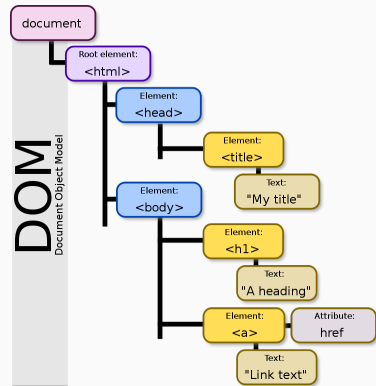 document
Root element:
<html>
Element:
<head>
Element:
<title>
Text:
"My title"
Element:
<body>
Element:
<h1>
Text:
"A heading"
Element:
<a>
Attribute:
href
Text:
"Link text"
DOM
Document Object Model